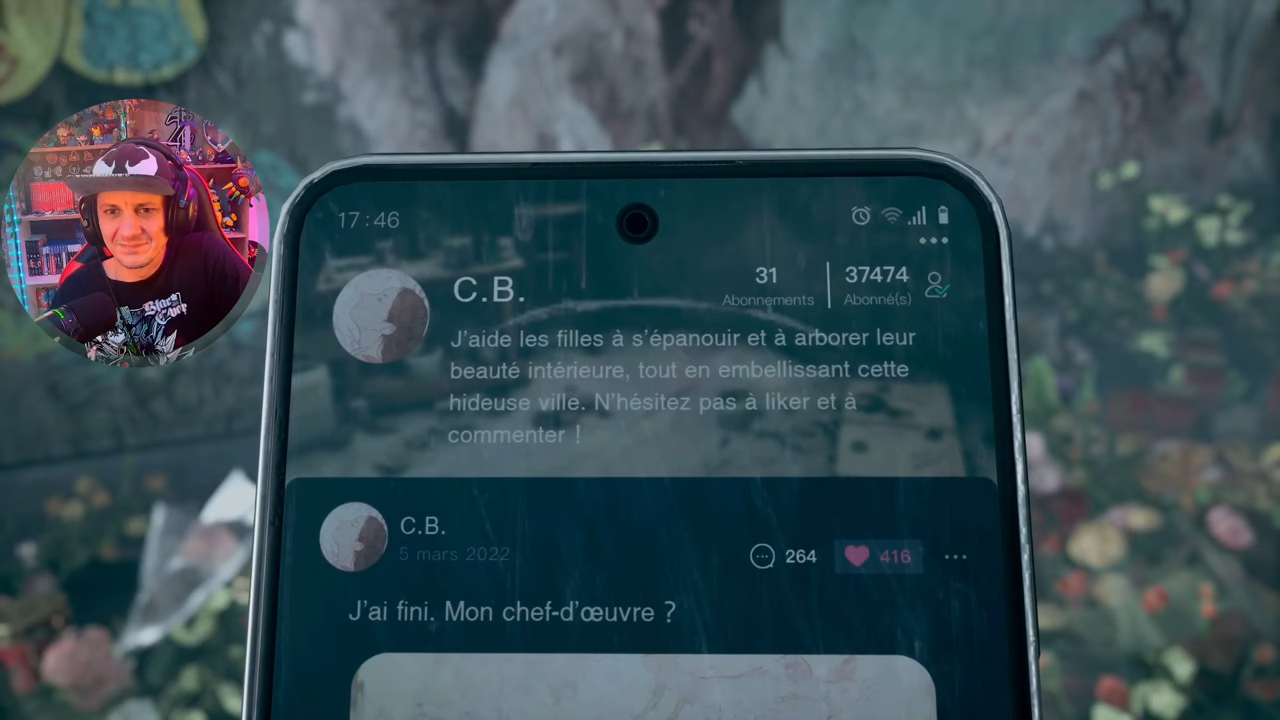 17:46
C.B.
31
Abonnements
37474
Abonné(s)
J'aide les filles à s'épanouir et à arborer leur
beauté intérieure, tout en embellissant cette
hideuse ville. N'hésitez pas à liker et à
commenter !
C.B.
5 mars 2022
264
416
J'ai fini. Mon chef-d'œuvre ?
Black